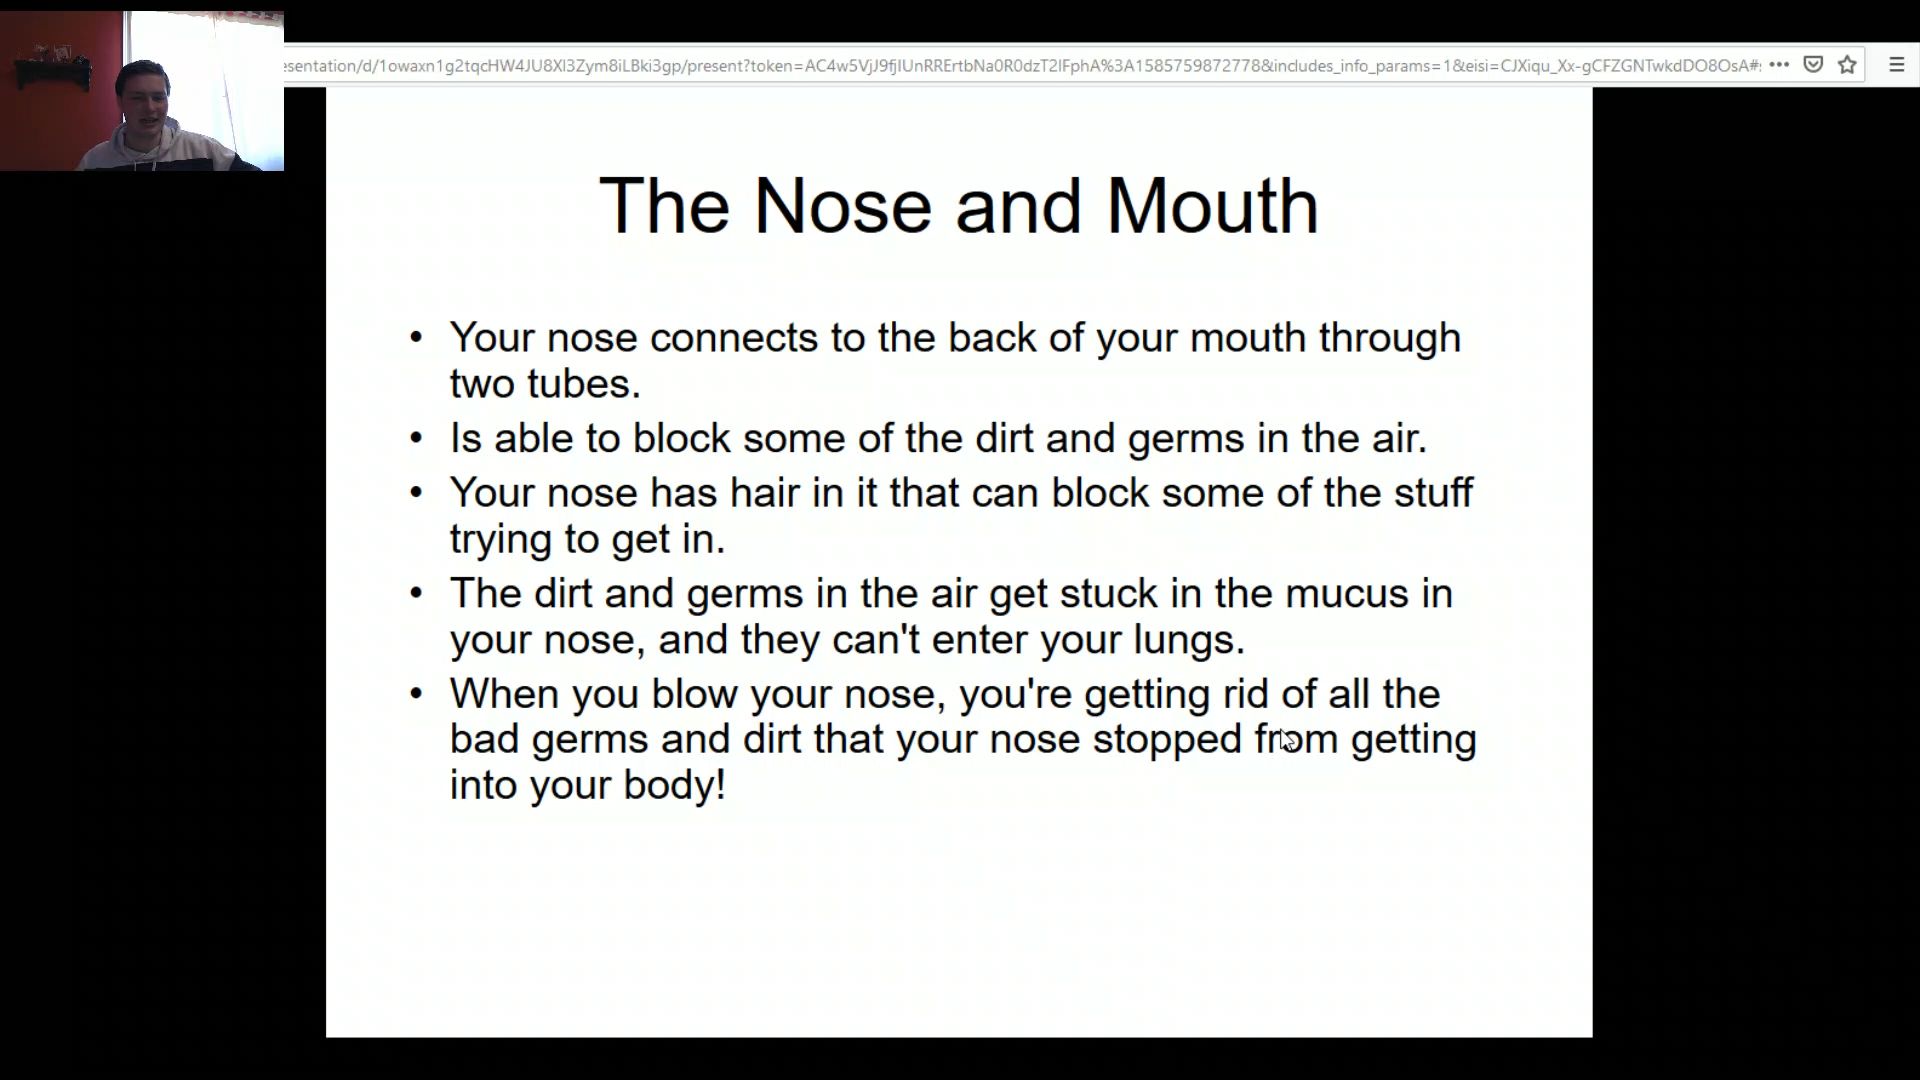 esentation/d/1owaxn1g2tqcHW4JU8Xl3Zym8iLBki3gp/present?token=AC4w5VjJ9fjIUnRRErtbNa0R0dzT2lFphA%3A1585759872778&includes_info_params=1&eisi=CJXiqu_Xx-gCFZGNTwkdDO8OsA#:
The Nose and Mouth
• Your nose connects to the back of your mouth through
two tubes.
• Is able to block some of the dirt and germs in the air.
• Your nose has hair in it that can block some of the stuff
trying to get in.
• The dirt and germs in the air get stuck in the mucus in
your nose, and they can't enter your lungs.
• When you blow your nose, you're getting rid of all the
bad germs and dirt that your nose stopped from getting
into your body!